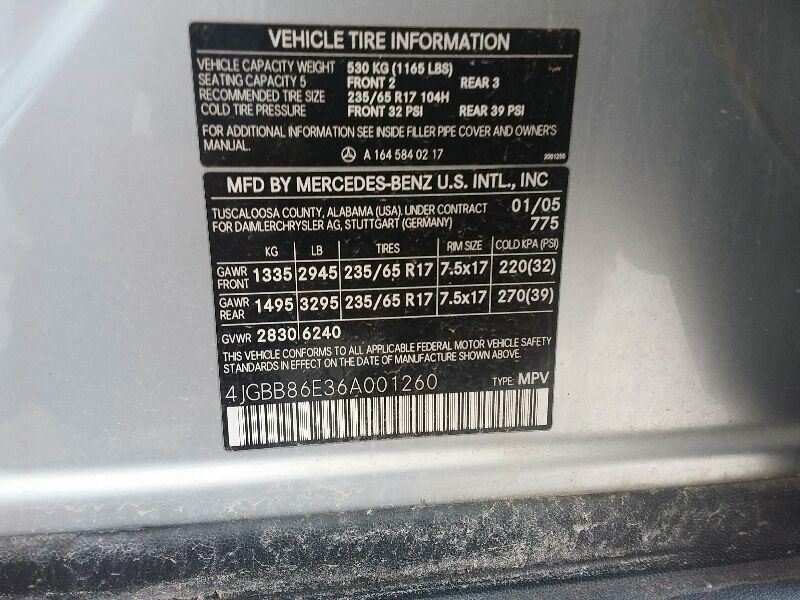 VEHICLE TIRE INFORMATION
VEHICLE CAPACITY WEIGHT 530 KG (1165 LBS)
SEATING CAPACITY 5 FRONT 2 REAR 3
RECOMMENDED TIRE SIZE 235/65 R17 104H
COLD TIRE PRESSURE FRONT 32 PSI REAR 39 PSI
FOR ADDITIONAL INFORMATION SEE INSIDE FILLER PIPE COVER AND OWNER'S
MANUAL.
A 164 584 02 17
MFD BY MERCEDES-BENZ U.S. INTL., INC
TUSCALOOSA COUNTY, ALABAMA (USA). UNDER CONTRACT 01/05
FOR DAIMLERCHRYSLER AG, STUTTGART (GERMANY) 775
KG LB TIRES RIM SIZE COLD KPA (PSI)
GAWR FRONT 1335 2945 235/65 R17 7.5x17 220(32)
GAWR REAR 1495 3295 235/65 R17 7.5x17 270(39)
GVWR 2830 6240
THIS VEHICLE CONFORMS TO ALL APPLICABLE FEDERAL MOTOR VEHICLE SAFETY
STANDARDS IN EFFECT ON THE DATE OF MANUFACTURE SHOWN ABOVE.
4JGBB86E36A001260 TYPE: MPV